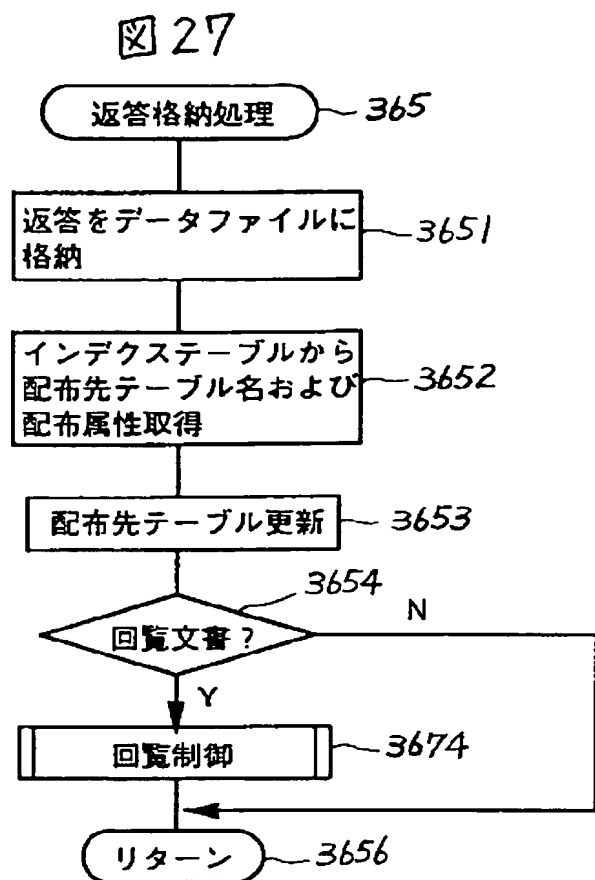 図27
返答格納処理 365
返答をデータファイルに
格納
3651
インデクステーブルから
配布先テーブル名および
配布属性取得
3652
配布先テーブル更新 3653
3654
回覧文書？ N
Y
回覧制御 3674
リターン 3656